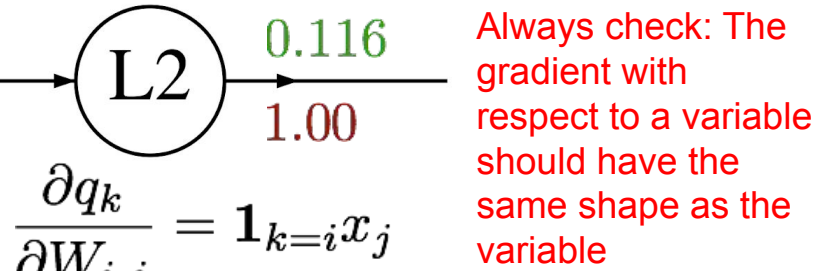 L2
0.116
1.00
Always check: The
gradient with
respect to a variable
should have the
same shape as the
variable
∂q_k
∂W_{i,j}
= 𝟏_{k=i}x_j